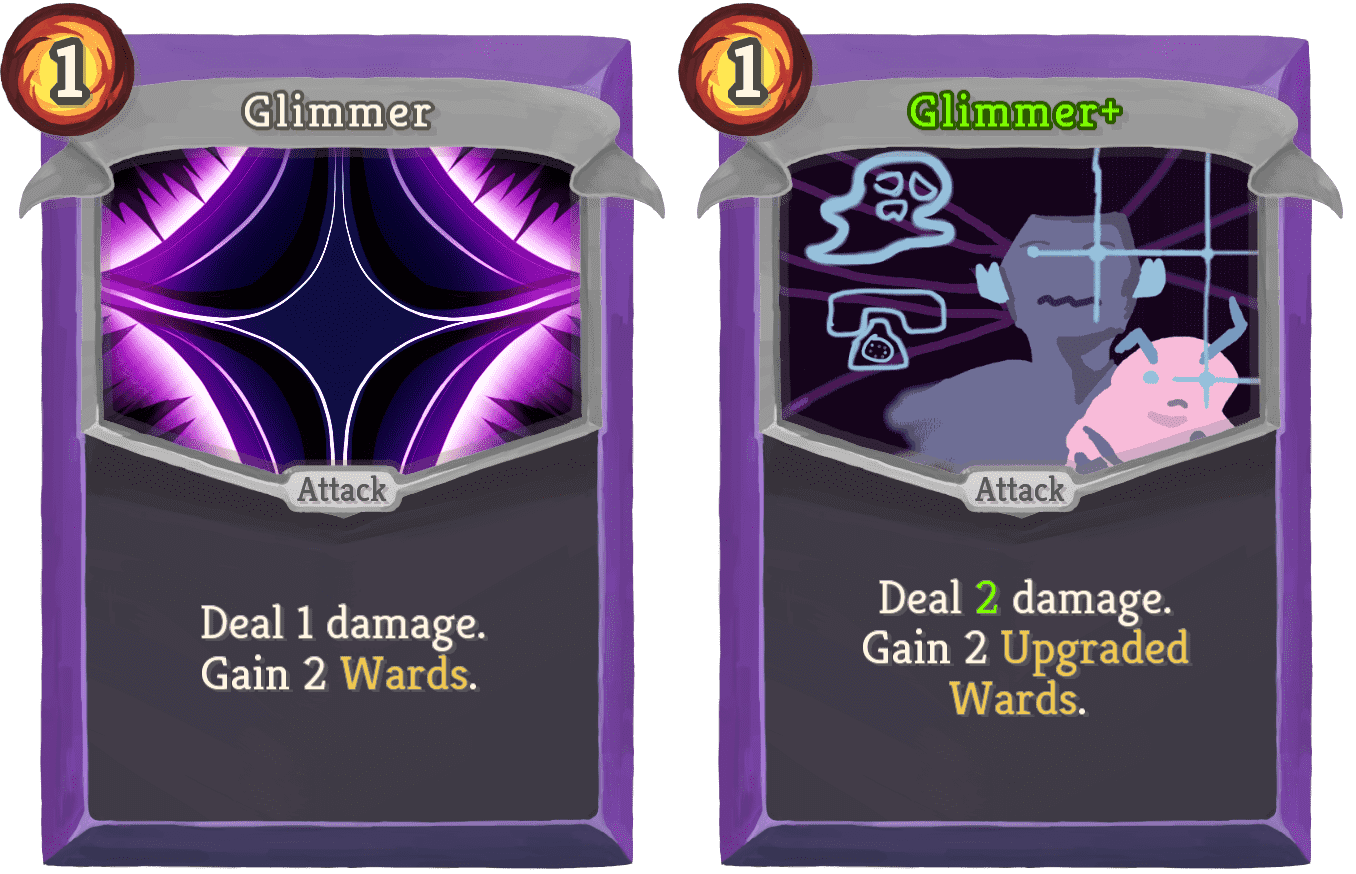 1
Glimmer
Attack
Deal 1 damage.
Gain 2 Wards.
1
Glimmer+
Attack
Deal 2 damage.
Gain 2 Upgraded
Wards.